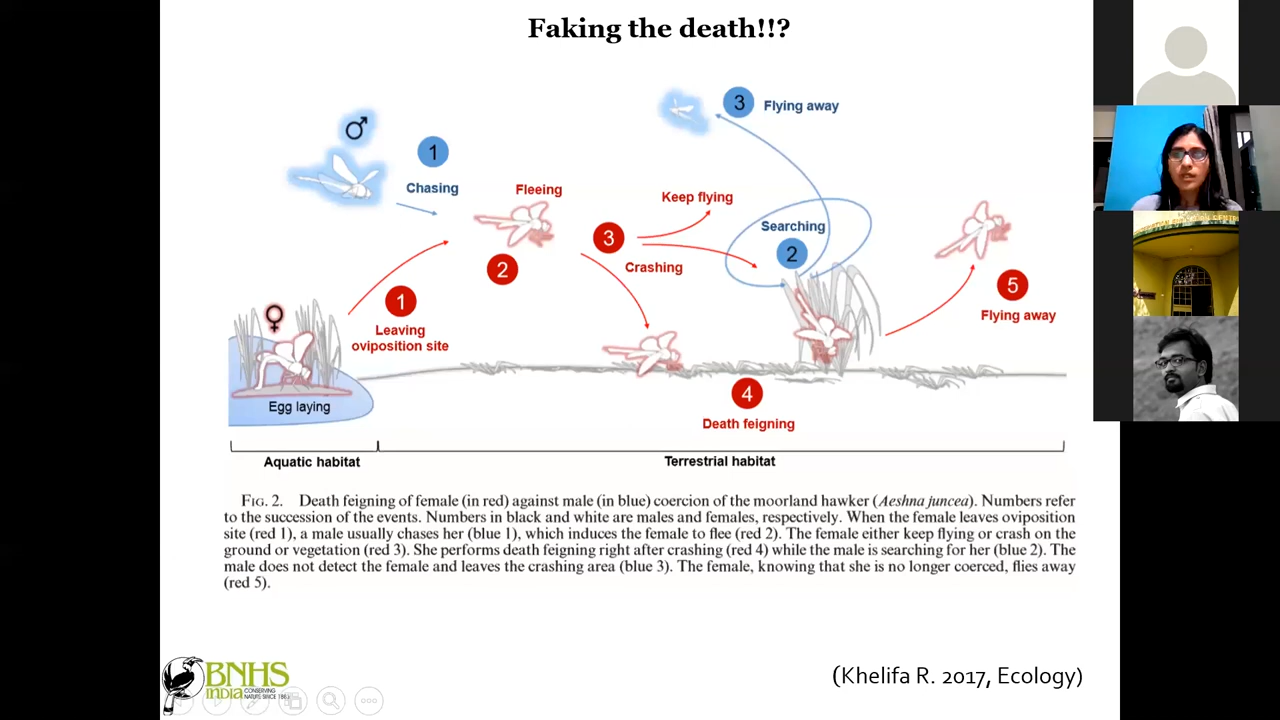 Faking the death!!?
♂
1
Chasing
3
Flying away
Fleeing
2
Keep flying
3
Crashing
Searching
2
1
Leaving
oviposition site
♀
Egg laying
5
Flying away
4
Death feigning
Aquatic habitat
Terrestrial habitat
FIG. 2. Death feigning of female (in red) against male (in blue) coercion of the moorland hawker (Aeshna juncea). Numbers refer
to the succession of the events. Numbers in black and white are males and females, respectively. When the female leaves oviposition
site (red 1), a male usually chases her (blue 1), which induces the female to flee (red 2). The female either keep flying or crash on the
ground or vegetation (red 3). She performs death feigning right after crashing (red 4) while the male is searching for her (blue 2). The
male does not detect the female and leaves the crashing area (blue 3). The female, knowing that she is no longer coerced, flies away
(red 5).
BNHS
INDIA
CONSERVING
NATURE SINCE 1883
(Khelifa R. 2017, Ecology)